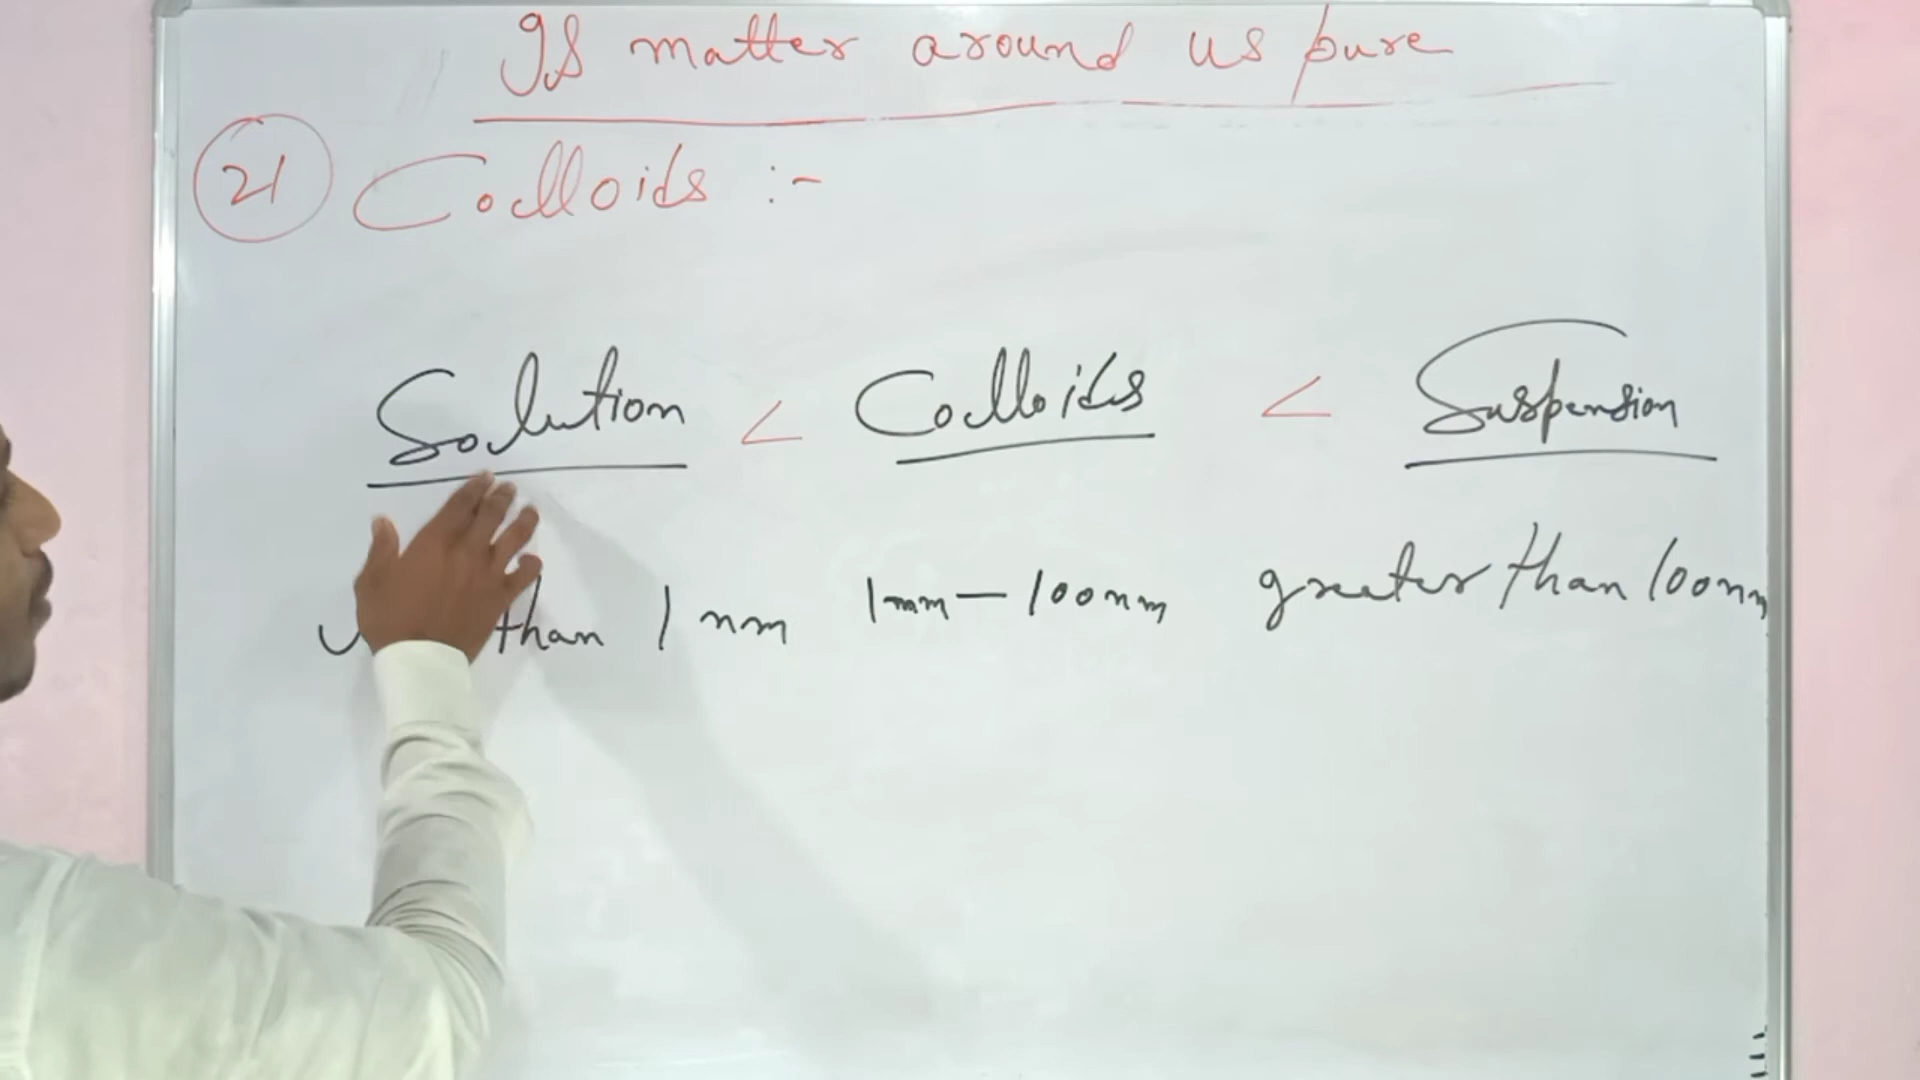 Is matter around us pure
21 Colloids :-
Solution < Colloids < Suspension
than 1 nm 1nm - 100nm greater than 100nm